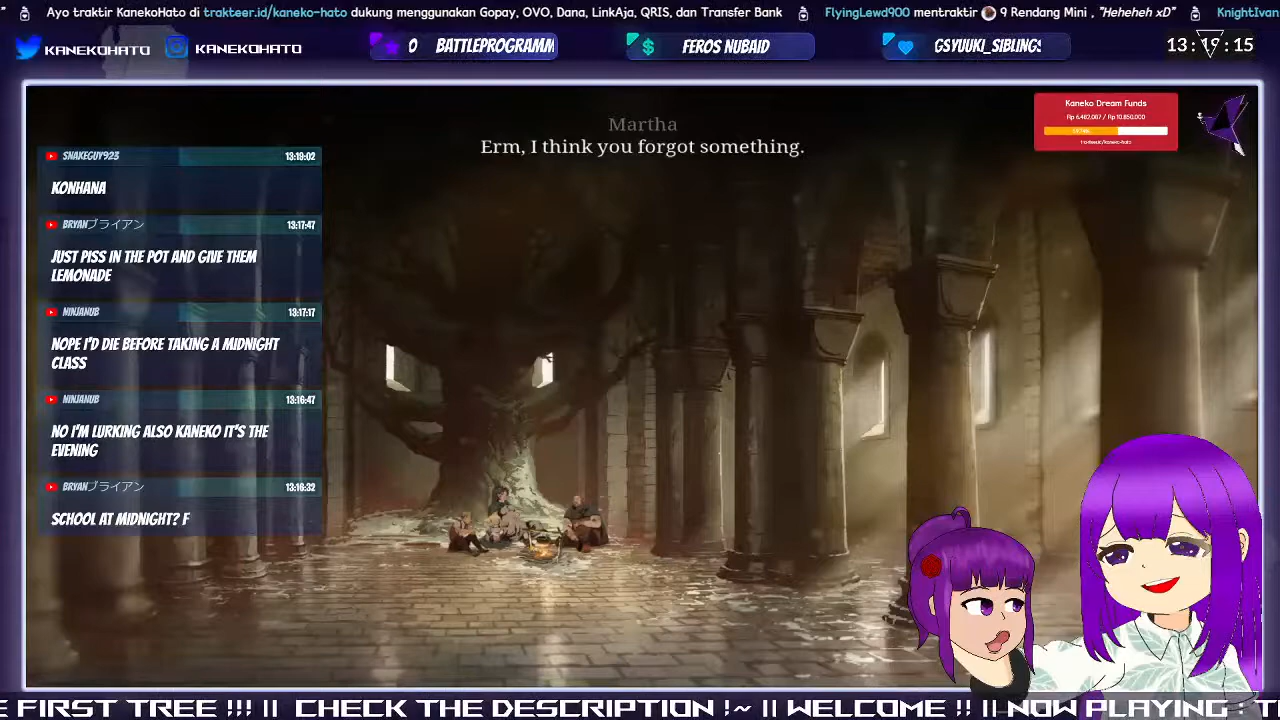 Ayo traktir KanekoHato di trakteer.id/kaneko-hato dukung menggunakan Gopay, OVO, Dana, LinkAja, QRIS, dan Transfer Bank FlyingLewd900 mentraktir 9 Rendang Mini , "Heheheh xD" KnightIvan
KANEKOHATO KANEKOHATO 0 BATTLEPROGRAMM FEROS NUBAID GSYUUKI_SIBLINGS 13:19:15
Kaneko Dream Funds
Martha
Erm, I think you forgot something.
SNAKEGUY923 13:19:02
KONHANA
BRYANブライアン 13:17:47
JUST PISS IN THE POT AND GIVE THEM
LEMONADE
NINJANUB 13:17:17
NOPE I'D DIE BEFORE TAKING A MIDNIGHT
CLASS
NINJANUB 13:16:47
NO I'M LURKING ALSO KANEKO IT'S THE
EVENING
BRYANブライアン 13:16:32
SCHOOL AT MIDNIGHT? F
E FIRST TREE !!! || CHECK THE DESCRIPTION !~ || WELCOME !! || NOW PLAYING : T